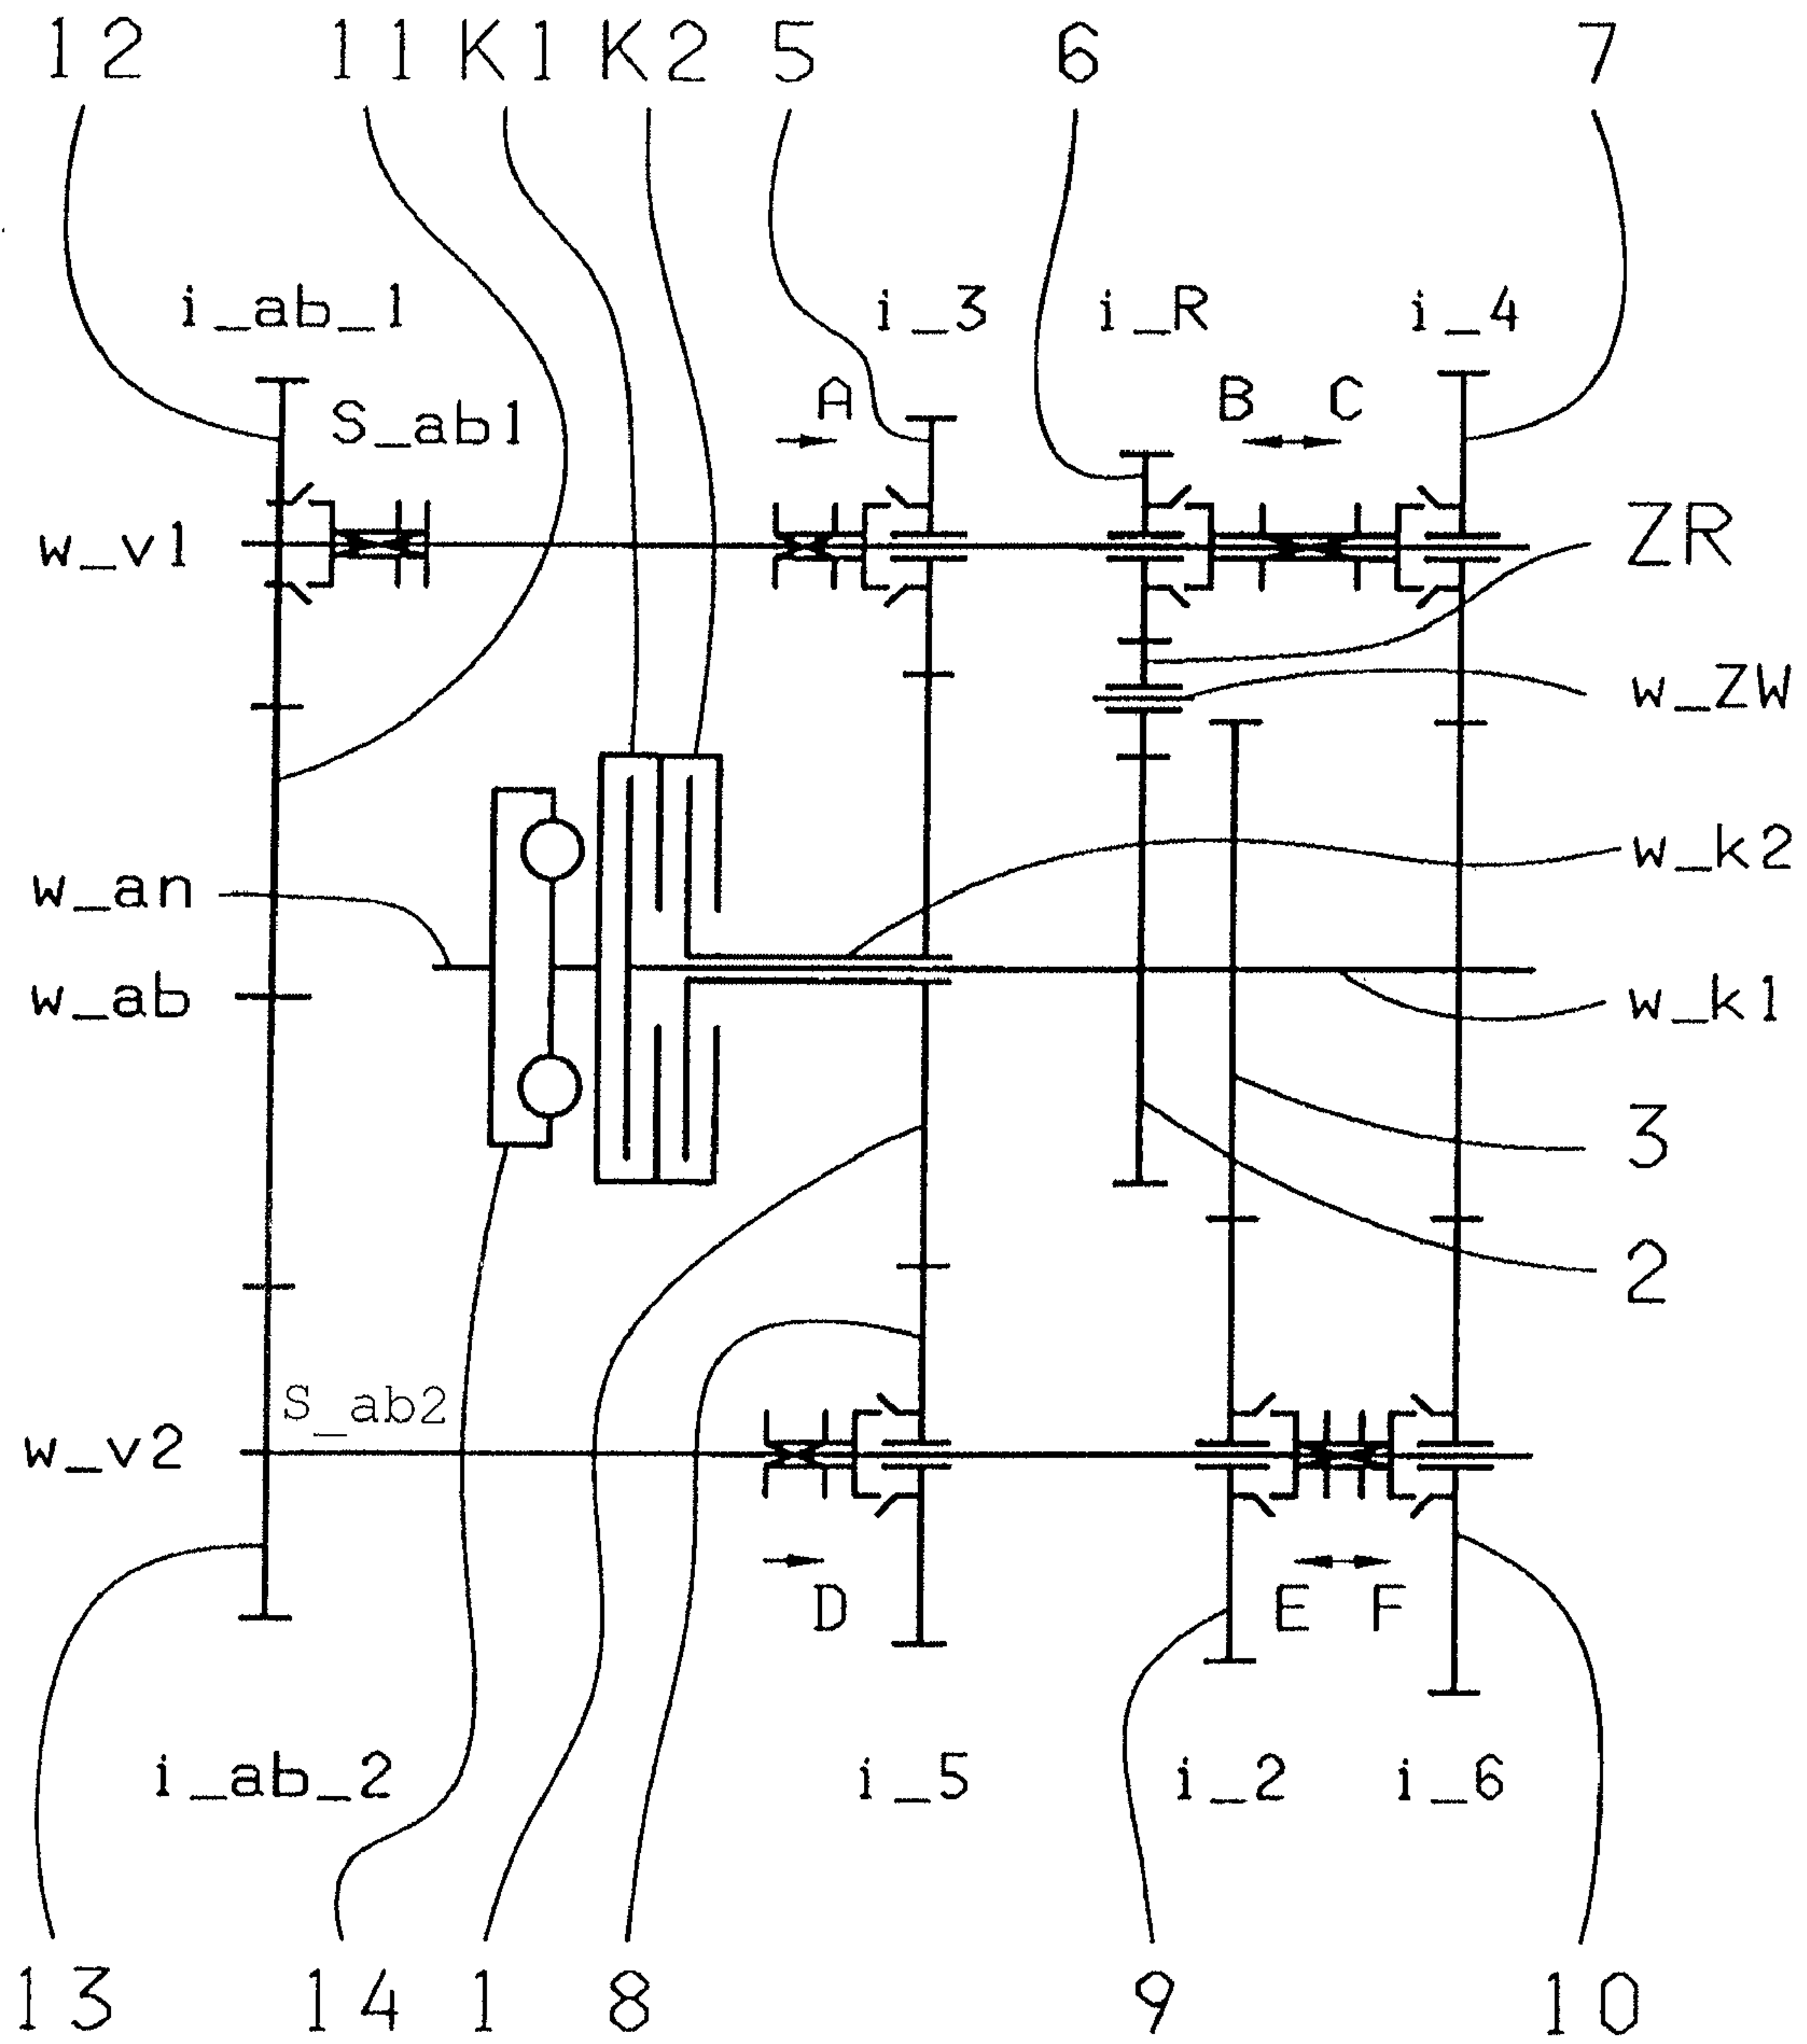 12 11 K1 K2 5 6 7
i_ab_1 i_3 i_R i_4
S_ab1 A B C
w_v1 ZR
w_ZW
w_an w_k2
w_ab w_k1
3
2
S_ab2
w_v2
D E F
i_ab_2 i_5 i_2 i_6
13 14 1 8 9 10